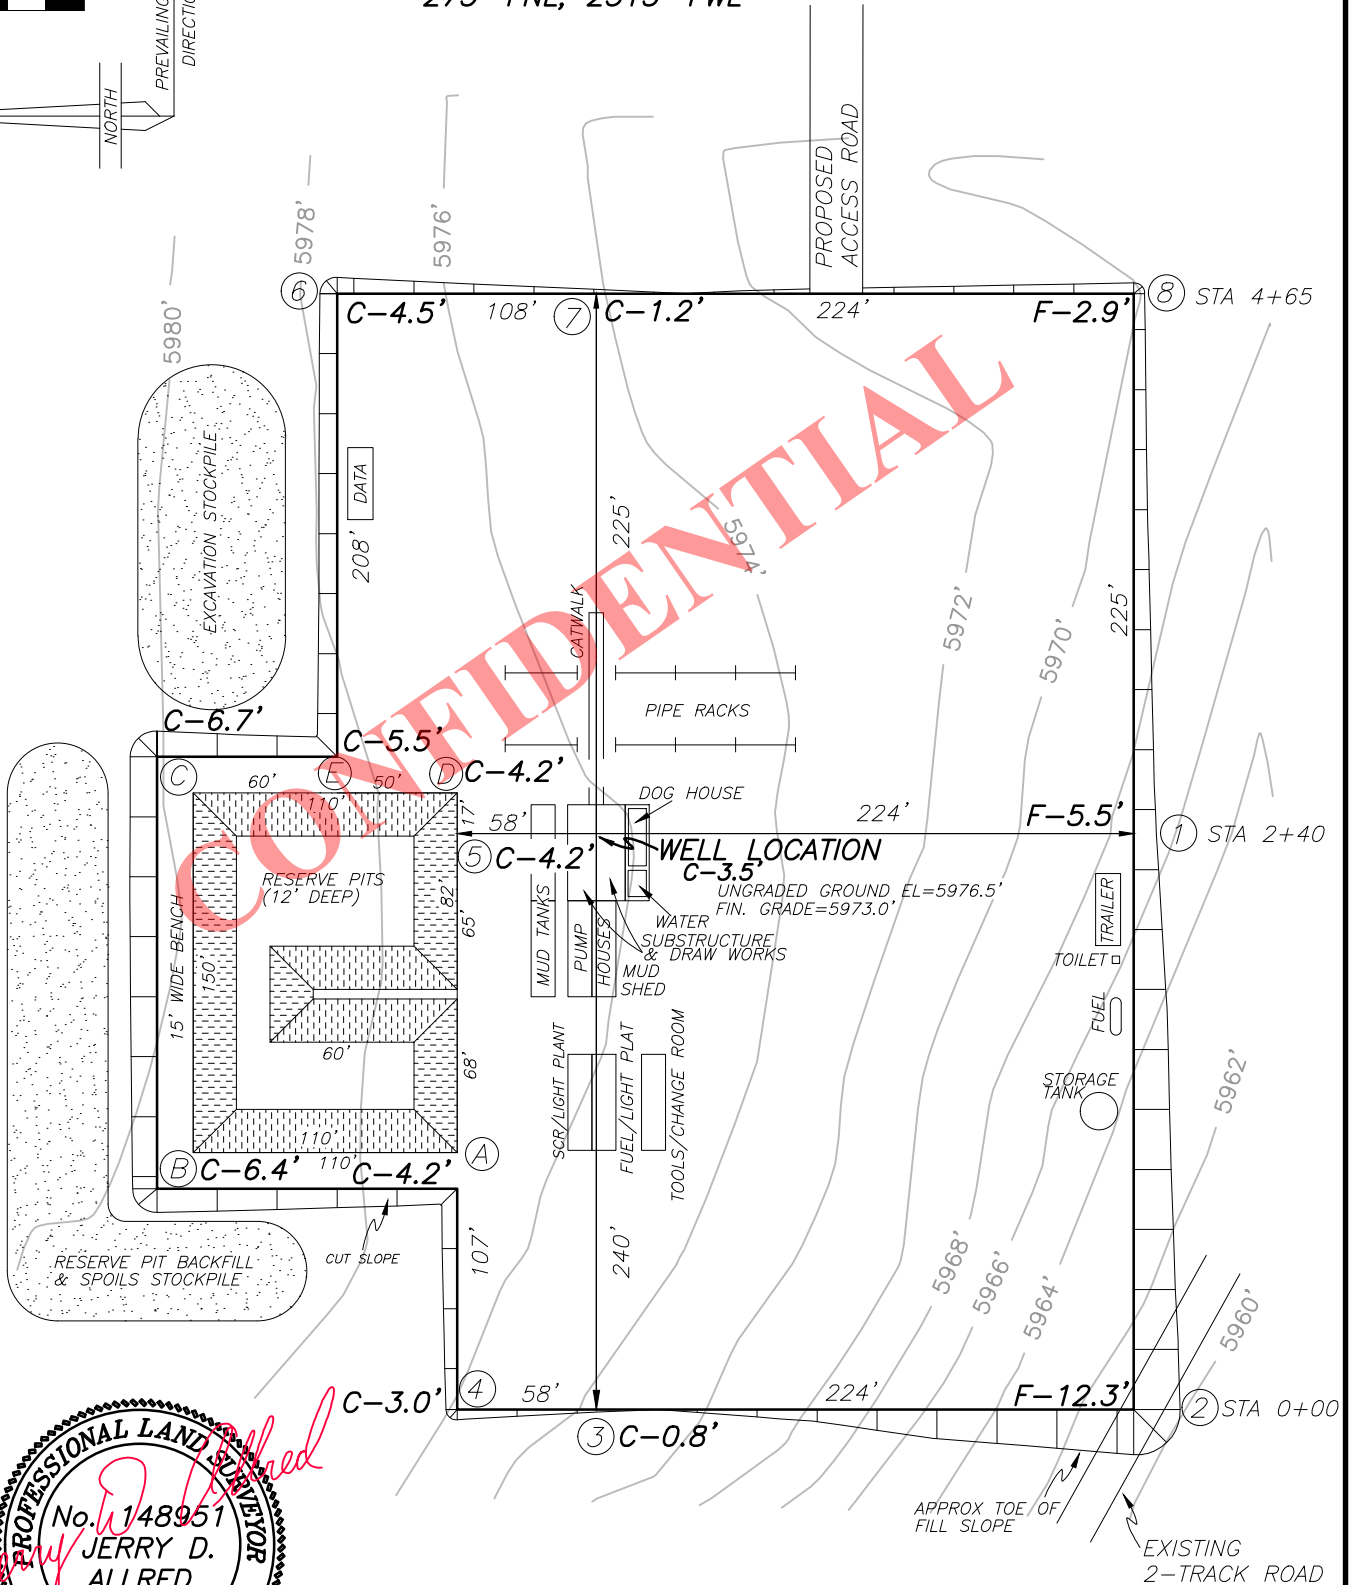 PREVAILING
DIRECTI
NORTH
PROPOSED
ACCESS ROAD
5978'
5976'
5980'
6
C-4.5'
108'
7
C-1.2'
224'
F-2.9'
8
STA 4+65
EXCAVATION STOCKPILE
DATA
208'
225'
CATWALK
5974'
5972'
5970'
225'
CONFIDENTIAL
PIPE RACKS
C-6.7'
C-5.5'
C
E
D
C-4.2'
60'
50'
110'
17'
58'
DOG HOUSE
224'
F-5.5'
1
STA 2+40
5
C-4.2'
WELL LOCATION
C-3.5'
UNGRADED GROUND EL=5976.5'
FIN. GRADE=5973.0'
RESERVE PITS
(12' DEEP)
82'
65'
15' WIDE BENCH
150'
MUD TANKS
PUMP
HOUSES
WATER
SUBSTRUCTURE
& DRAW WORKS
MUD
SHED
TRAILER
TOILET
FUEL
STORAGE
TANK
60'
68'
SCR/LIGHT PLANT
FUEL/LIGHT PLAT
TOOLS/CHANGE ROOM
5962'
110'
110'
A
B
C-6.4'
C-4.2'
CUT SLOPE
107'
240'
RESERVE PIT BACKFILL
& SPOILS STOCKPILE
5968'
5966'
5964'
5960'
C-3.0'
4
58'
224'
F-12.3'
2
STA 0+00
3
C-0.8'
APPROX TOE OF
FILL SLOPE
EXISTING
2-TRACK ROAD
PROFESSIONAL LAND SURVEYOR
No. 148951
JERRY D.
ALLRED